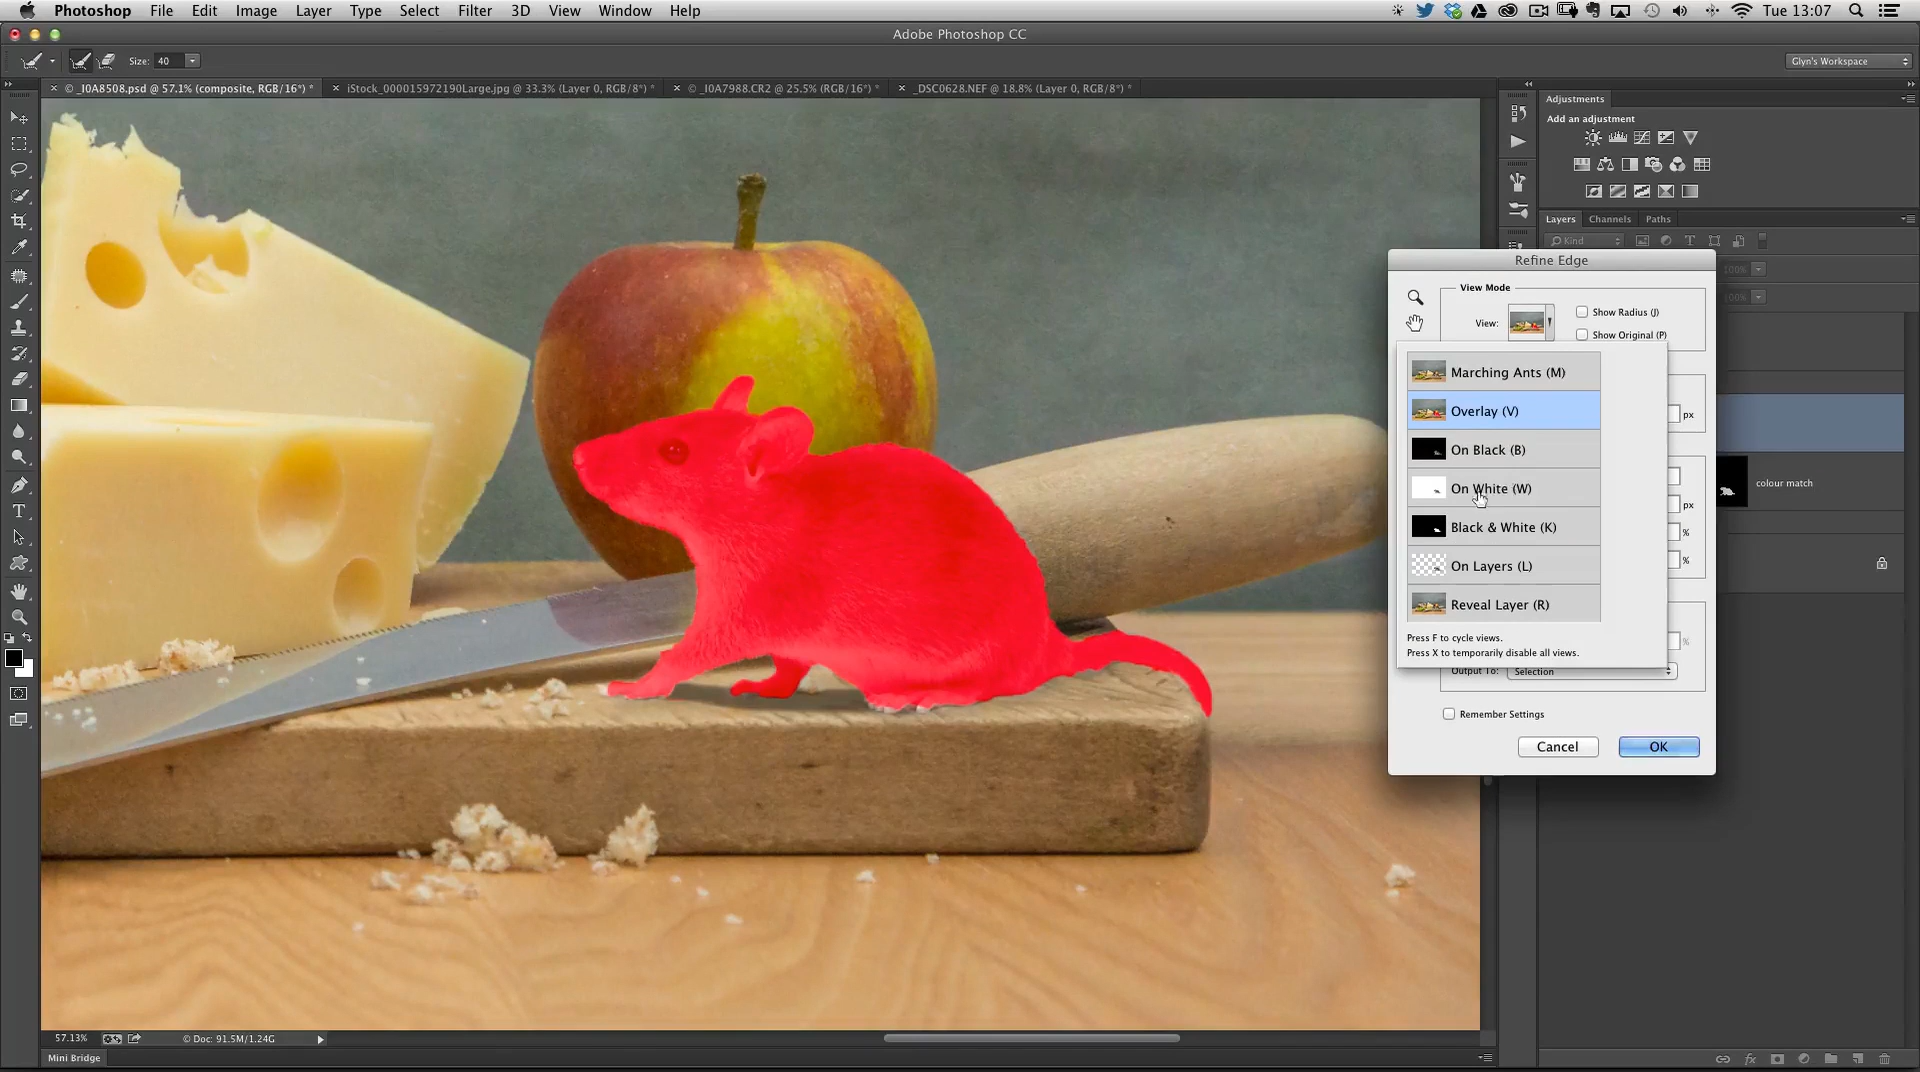 Photoshop File Edit Image Layer Type Select Filter 3D View Window Help Tue 13:07
Adobe Photoshop CC
Size: 40 Glyn's Workspace
© _I0A8508.psd @ 57.1% (composite, RGB/16*) * iStock_000015972190Large.jpg @ 33.3% (Layer 0, RGB/8*) * © _I0A7988.CR2 @ 25.5% (RGB/16*) * _DSC0628.NEF @ 18.8% (Layer 0, RGB/8*) *
Adjustments
Add an adjustment
Layers Channels Paths
Kind
100%
100%
colour match
Refine Edge
View Mode
View:
Show Radius (J)
Show Original (P)
Marching Ants (M)
Overlay (V)
On Black (B)
On White (W)
Black & White (K)
On Layers (L)
Reveal Layer (R)
Press F to cycle views.
Press X to temporarily disable all views.
px
px
%
%
%
Output To: Selection
Remember Settings
Cancel OK
57.13% © Doc: 91.5M/1.24G
Mini Bridge